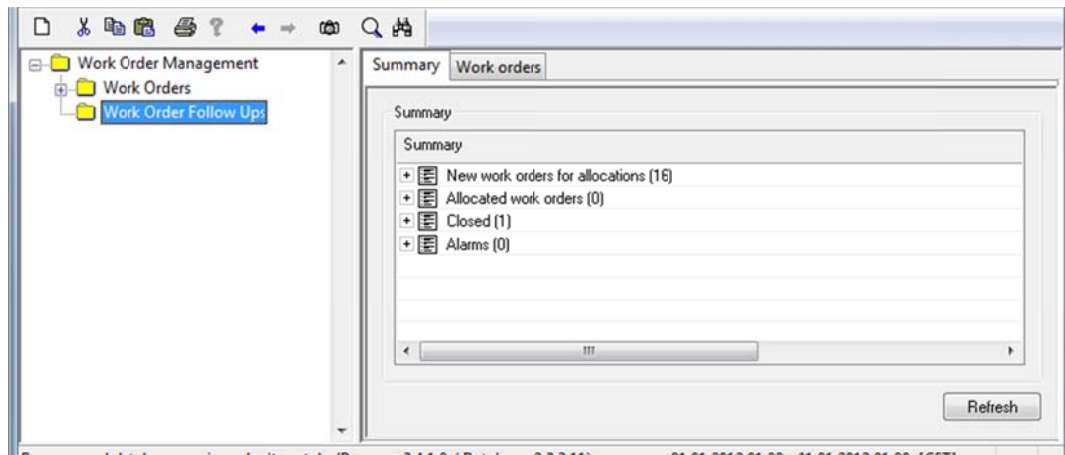 Work Order Management
Work Orders
Work Order Follow Ups
Summary
Work orders
Summary
Summary
New work orders for allocations (16)
Allocated work orders (0)
Closed (1)
Alarms (0)
Refresh